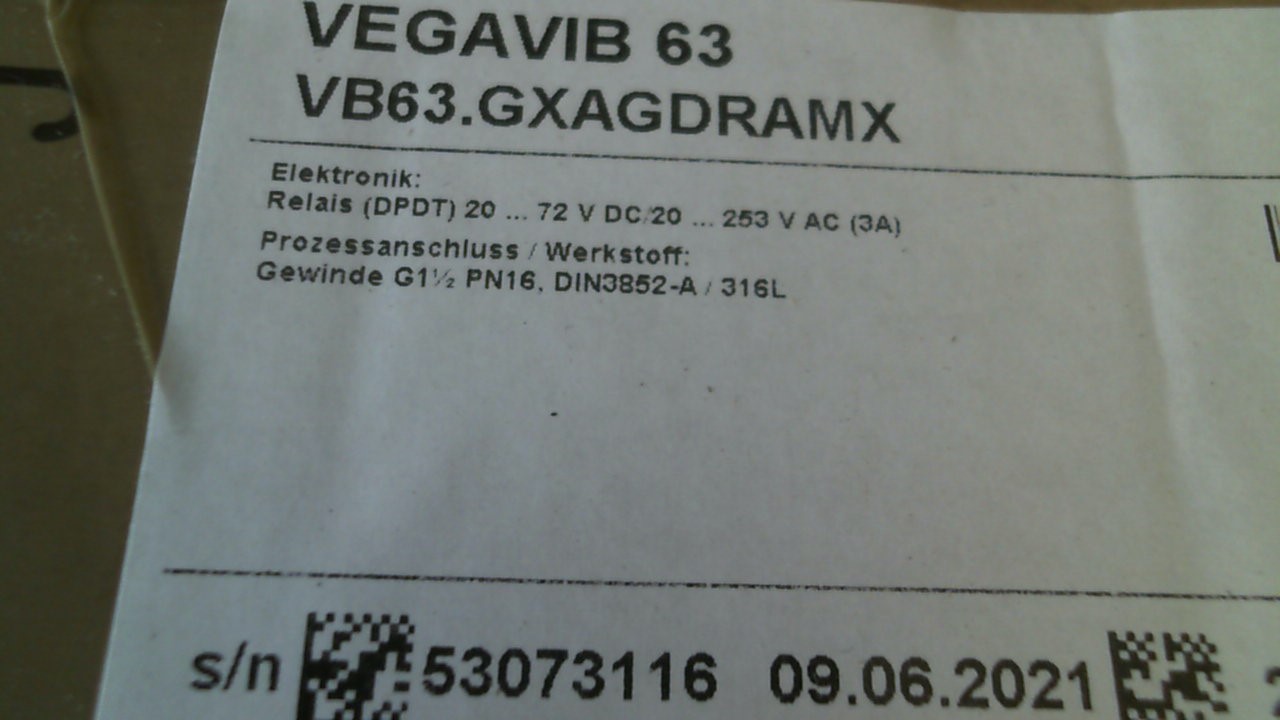 VEGAVIB 63
VB63.GXAGDRAMX
Elektronik:
Relais (DPDT) 20 ... 72 V DC/20 ... 253 V AC (3A)
Prozessanschluss / Werkstoff:
Gewinde G1½ PN16, DIN3852-A / 316L
s/n 53073116 09.06.2021